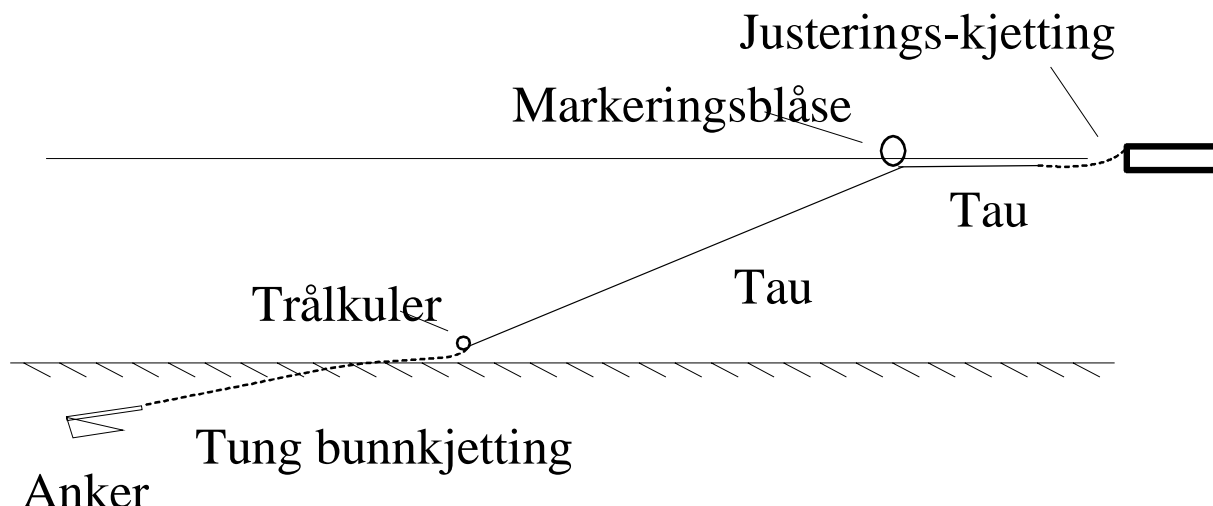 Justerings-kjetting
Markeringsblåse
Tau
Tau
Trålkuler
Tung bunnkjetting
Anker